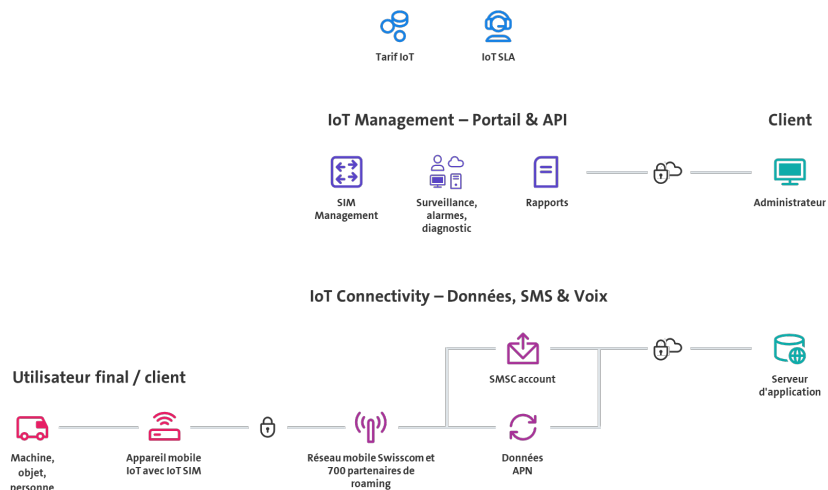 Tarif IoT
IoT SLA
IoT Management – Portail & API
Client
SIM
Management
Surveillance,
alarmes,
diagnostic
Rapports
Administrateur
IoT Connectivity – Données, SMS & Voix
Utilisateur final / client
SMSC account
Serveur
d'application
Machine,
objet,
personne
Appareil mobile
IoT avec IoT SIM
Réseau mobile Swisscom et
700 partenaires de
roaming
Données
APN